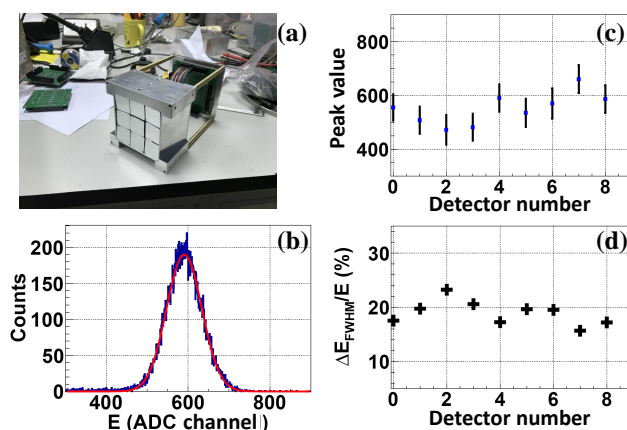 (a)
(c)
Peak value
800
600
400
0 2 4 6 8
Detector number
(b)
Counts
200
150
100
50
0
400 600 800
E (ADC channel)
(d)
ΔE_FWHM/E (%)
30
20
10
0 2 4 6 8
Detector number